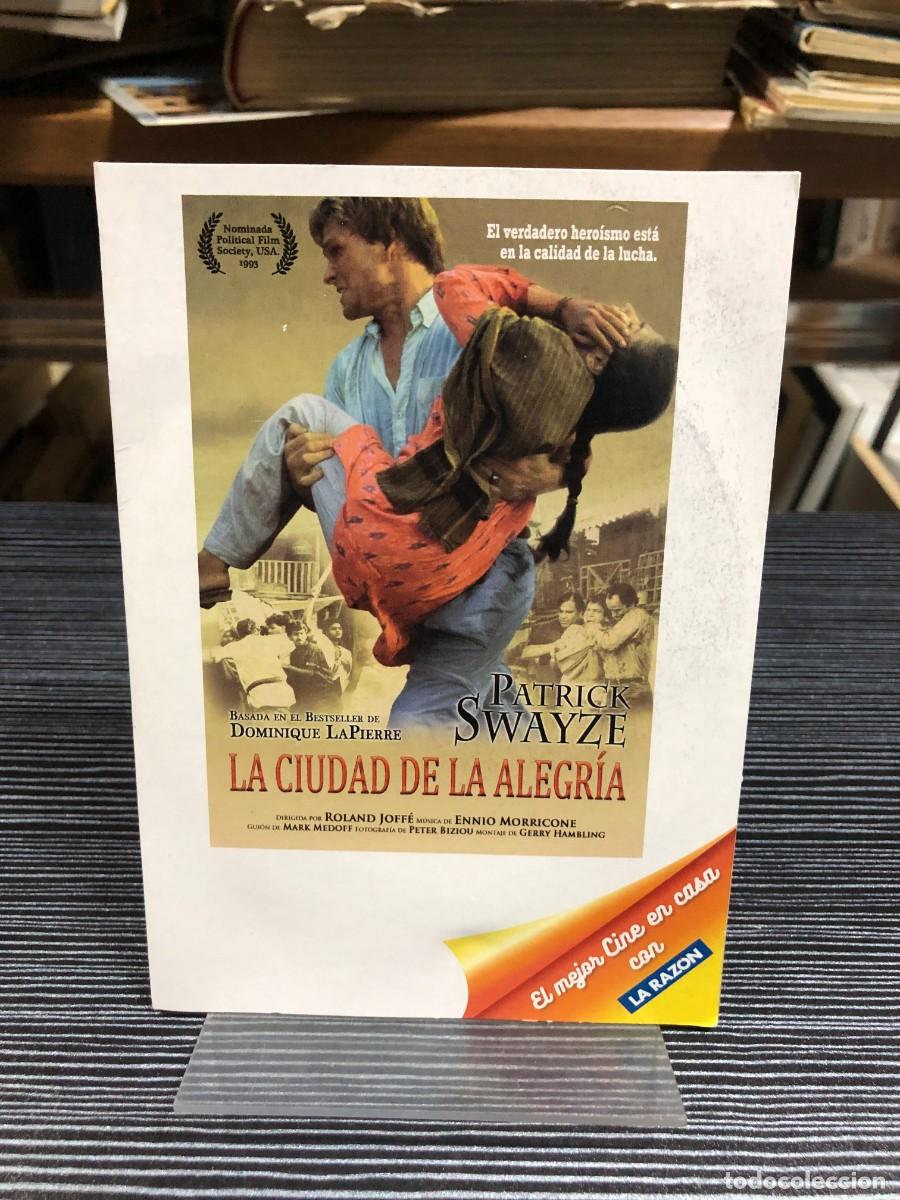 Nominada
Political Film
Society, USA.
1993
El verdadero heroísmo está
en la calidad de la lucha.
PATRICK
SWAYZE
BASADA EN EL BESTSELLER DE
DOMINIQUE LAPIERRE
LA CIUDAD DE LA ALEGRÍA
DIRIGIDA POR ROLAND JOFFÉ MÚSICA DE ENNIO MORRICONE
GUIÓN DE MARK MEDOFF FOTOGRAFÍA DE PETER BIZIOU MONTAJE DE GERRY HAMBLING
El mejor Cine en casa
con
LA RAZON
todocoleccion